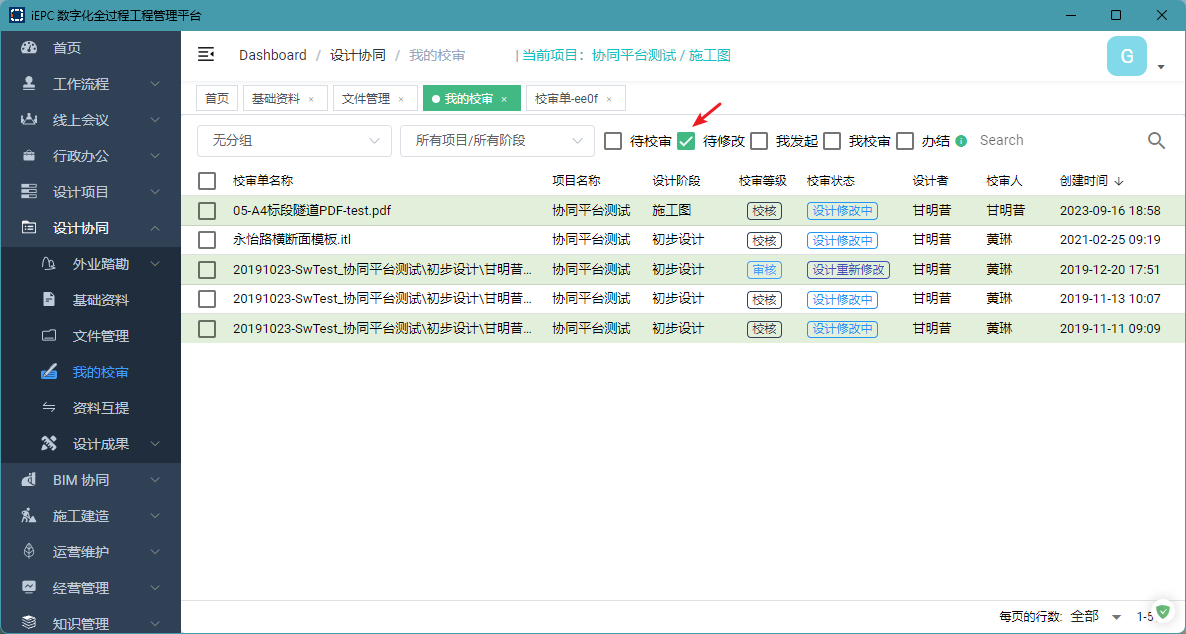 iEPC 数字化全过程工程管理平台
首页
工作流程
线上会议
行政办公
设计项目
设计协同
外业踏勘
基础资料
文件管理
我的校审
资料互提
设计成果
BIM 协同
施工建造
运营维护
经营管理
知识管理
Dashboard / 设计协同 / 我的校审 | 当前项目: 协同平台测试 / 施工图
G
首页 基础资料 × 文件管理 × 我的校审 × 校审单-ee0f ×
无分组 所有项目/所有阶段 待校审 待修改 我发起 我校审 办结 Search
校审单名称 项目名称 设计阶段 校审等级 校审状态 设计者 校审人 创建时间 ↓
05-A4标段隧道PDF-test.pdf 协同平台测试 施工图 校核 设计修改中 甘明昔 甘明昔 2023-09-16 18:58
永怡路横断面模板.itl 协同平台测试 初步设计 校核 设计修改中 甘明昔 黄琳 2021-02-25 09:19
20191023-SwTest_协同平台测试\初步设计\甘明昔... 协同平台测试 初步设计 审核 设计重新修改 甘明昔 黄琳 2019-12-20 17:51
20191023-SwTest_协同平台测试\初步设计\甘明昔... 协同平台测试 初步设计 校核 设计修改中 甘明昔 黄琳 2019-11-13 10:07
20191023-SwTest_协同平台测试\初步设计\甘明昔... 协同平台测试 初步设计 校核 设计修改中 甘明昔 黄琳 2019-11-11 09:09
每页的行数: 全部 1-5